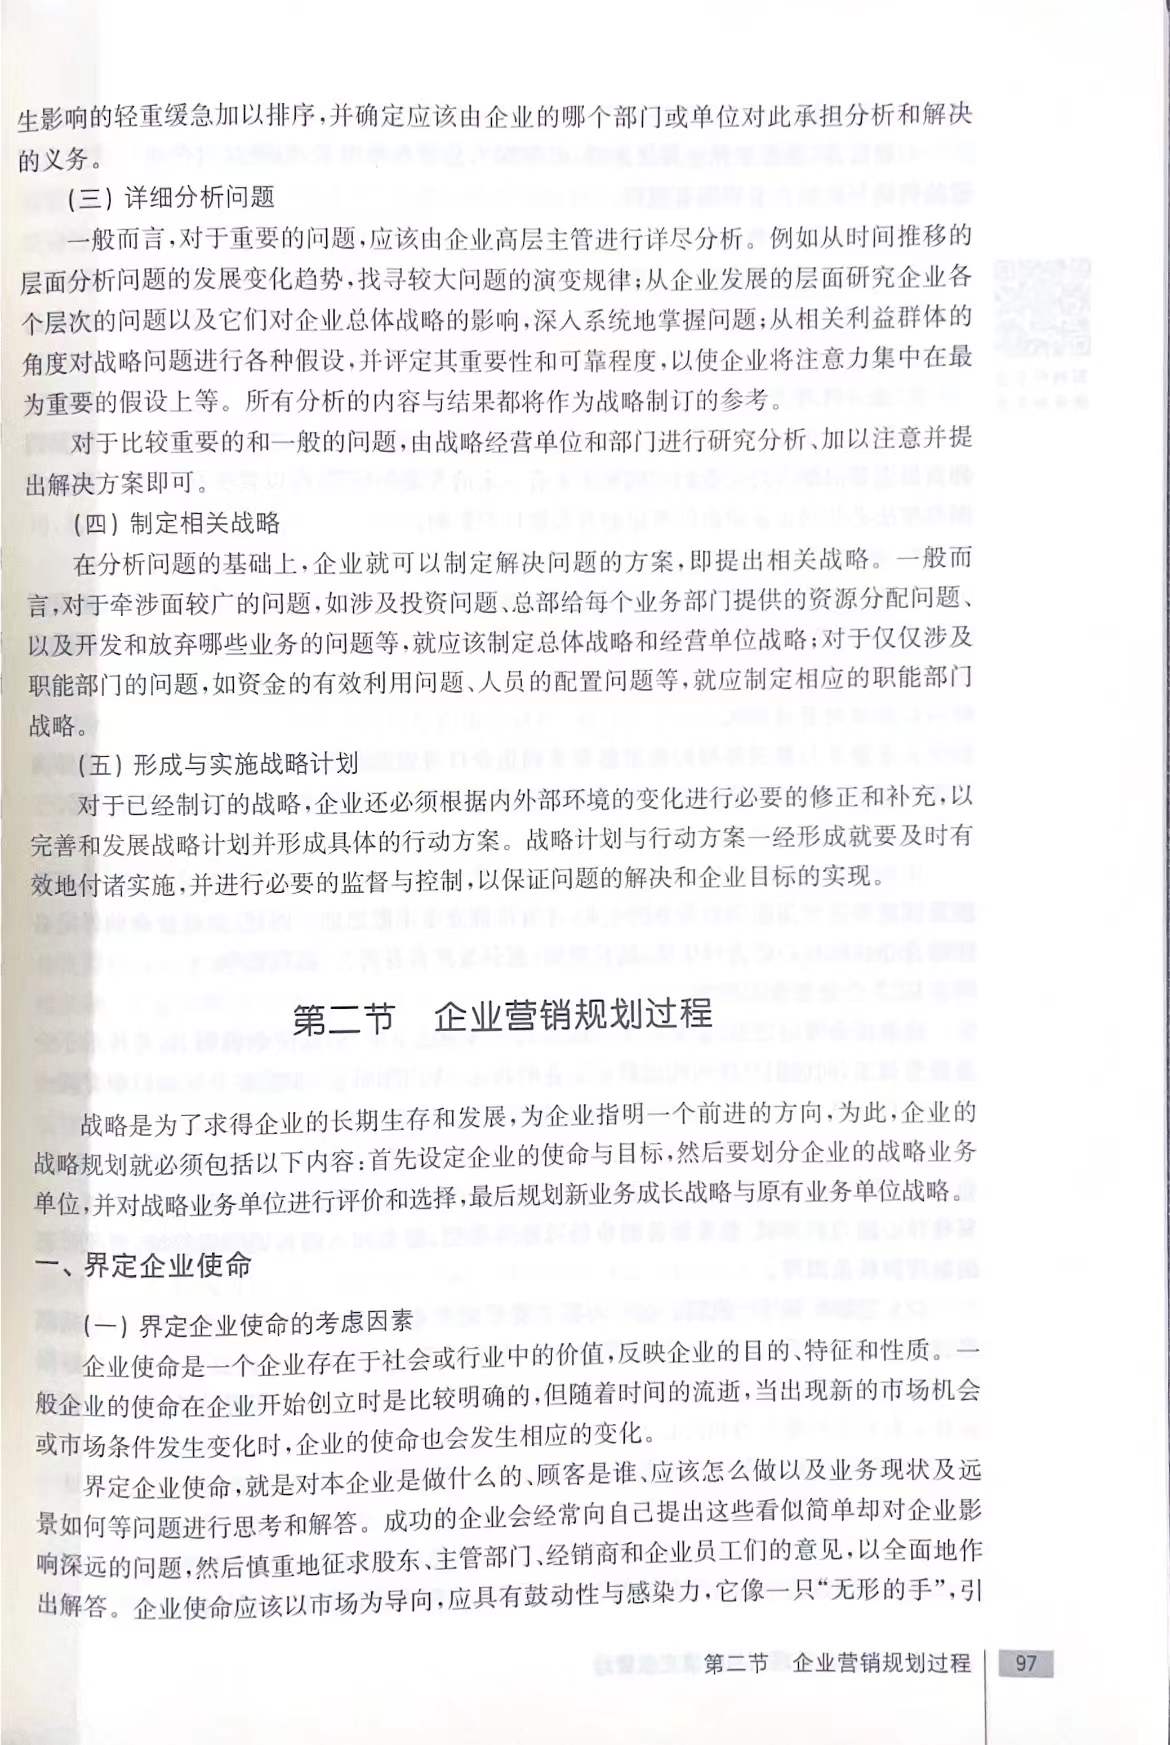 生影响的轻重缓急加以排序,并确定应该由企业的哪个部门或单位对此承担分析和解决
的义务。
(三) 详细分析问题
一般而言,对于重要的问题,应该由企业高层主管进行详尽分析。例如从时间推移的
层面分析问题的发展变化趋势,找寻较大问题的演变规律;从企业发展的层面研究企业各
个层次的问题以及它们对企业总体战略的影响,深入系统地掌握问题;从相关利益群体的
角度对战略问题进行各种假设,并评定其重要性和可靠程度,以使企业将注意力集中在最
为重要的假设上等。所有分析的内容与结果都将作为战略制订的参考。
对于比较重要的和一般的问题,由战略经营单位和部门进行研究分析、加以注意并提
出解决方案即可。
(四) 制定相关战略
在分析问题的基础上,企业就可以制定解决问题的方案,即提出相关战略。一般而
言,对于牵涉面较广的问题,如涉及投资问题、总部给每个业务部门提供的资源分配问题、
以及开发和放弃哪些业务的问题等,就应该制定总体战略和经营单位战略;对于仅仅涉及
职能部门的问题,如资金的有效利用问题、人员的配置问题等,就应制定相应的职能部门
战略。
(五) 形成与实施战略计划
对于已经制订的战略,企业还必须根据内外部环境的变化进行必要的修正和补充,以
完善和发展战略计划并形成具体的行动方案。战略计划与行动方案一经形成就要及时有
效地付诸实施,并进行必要的监督与控制,以保证问题的解决和企业目标的实现。
第二节 企业营销规划过程
战略是为了求得企业的长期生存和发展,为企业指明一个前进的方向,为此,企业的
战略规划就必须包括以下内容:首先设定企业的使命与目标,然后要划分企业的战略业务
单位,并对战略业务单位进行评价和选择,最后规划新业务成长战略与原有业务单位战略。
一、界定企业使命
(一) 界定企业使命的考虑因素
企业使命是一个企业存在于社会或行业中的价值,反映企业的目的、特征和性质。一
般企业的使命在企业开始创立时是比较明确的,但随着时间的流逝,当出现新的市场机会
或市场条件发生变化时,企业的使命也会发生相应的变化。
界定企业使命,就是对本企业是做什么的、顾客是谁、应该怎么做以及业务现状及远
景如何等问题进行思考和解答。成功的企业会经常向自己提出这些看似简单却对企业影
响深远的问题,然后慎重地征求股东、主管部门、经销商和企业员工们的意见,以全面地作
出解答。企业使命应该以市场为导向,应具有鼓动性与感染力,它像一只“无形的手”,引
第二节 企业营销规划过程 97